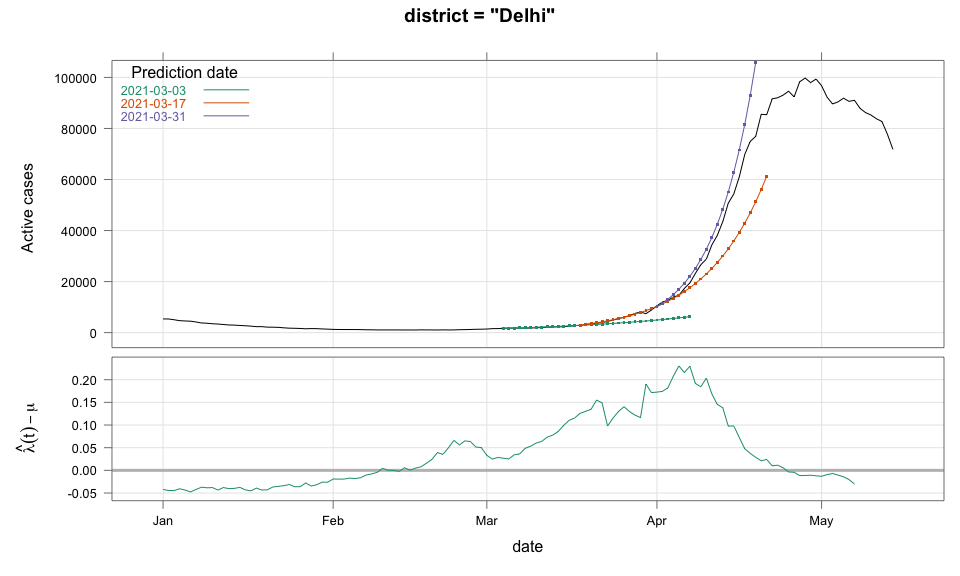 district = "Delhi"
Prediction date
2021-03-03
2021-03-17
2021-03-31
Active cases
100000
80000
60000
40000
20000
0
λ̂(t) − μ
0.20
0.15
0.10
0.05
0.00
-0.05
Jan Feb Mar Apr May
date